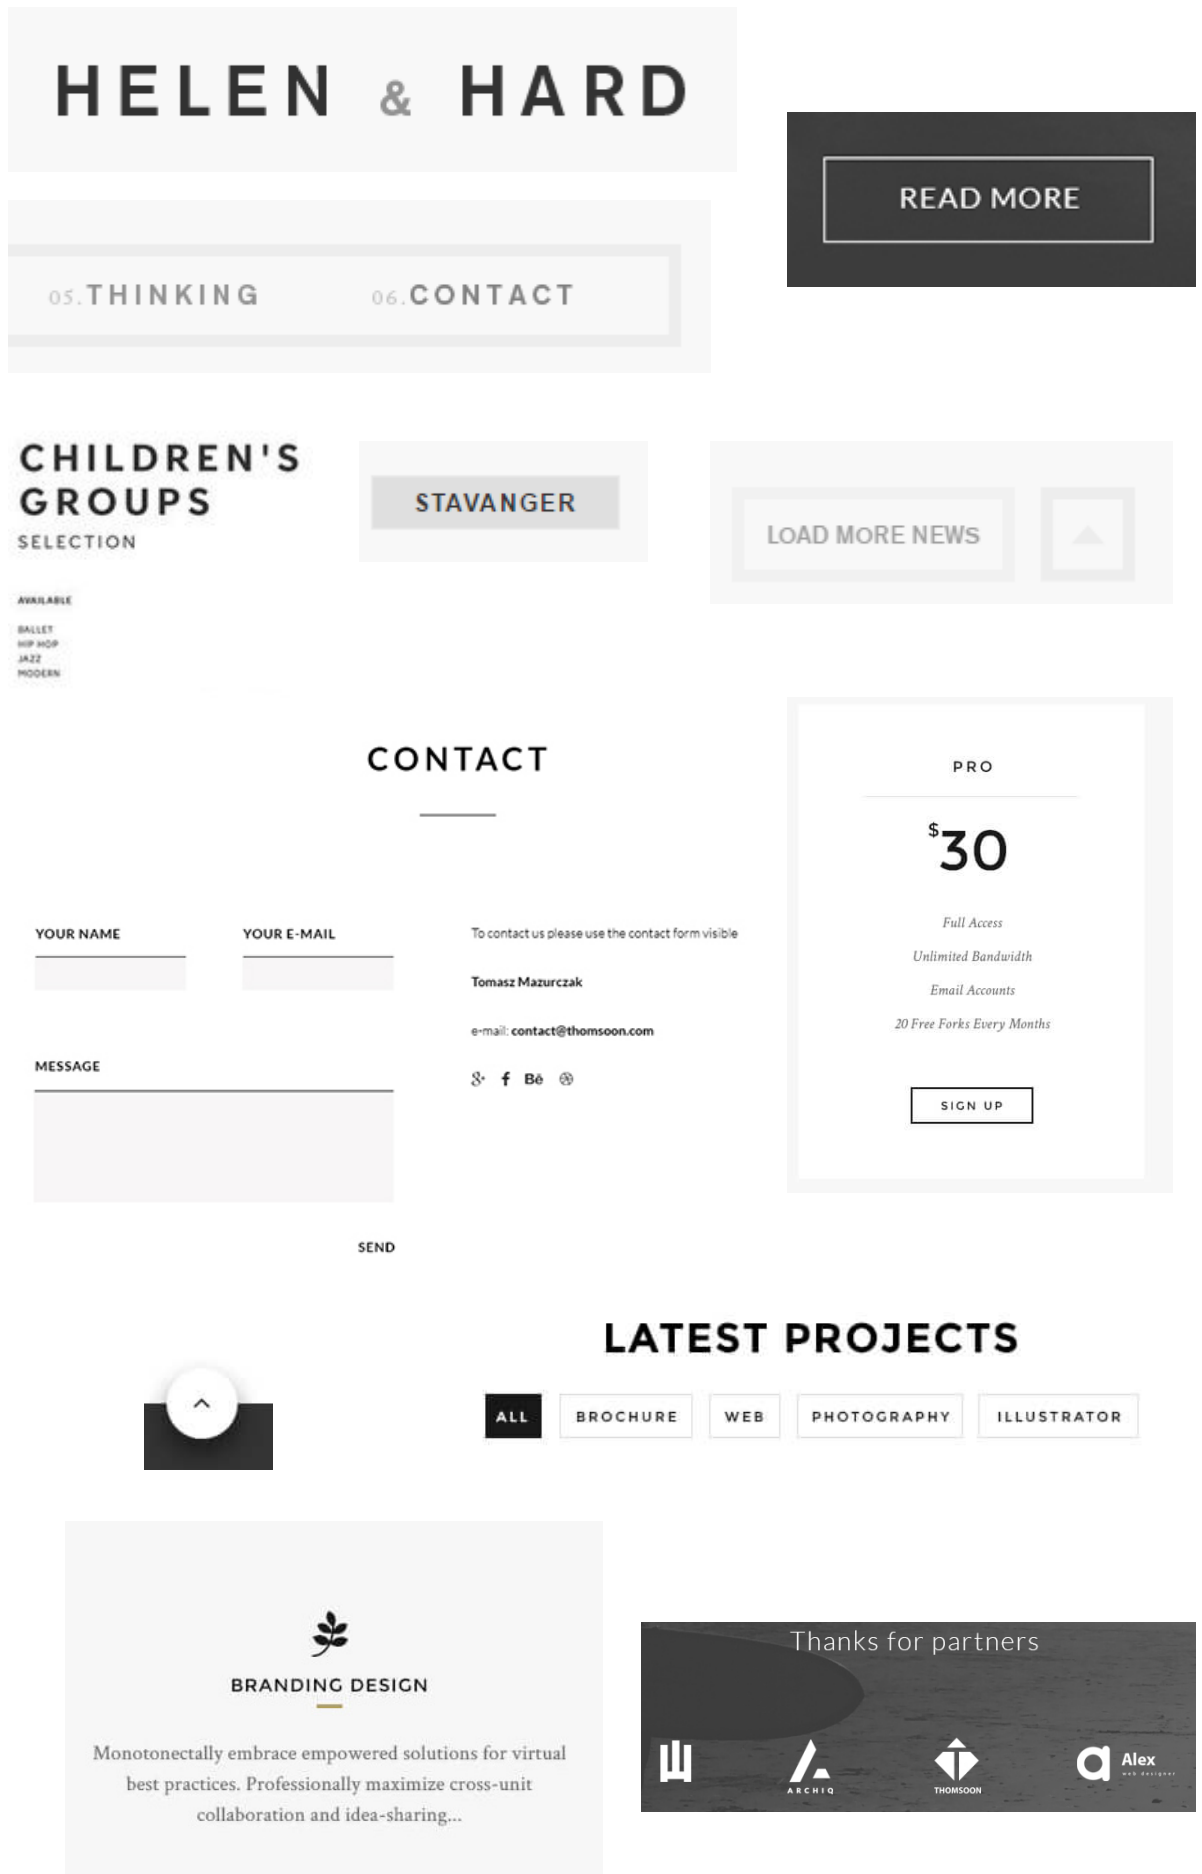 HELEN & HARD
READ MORE
05.THINKING 06.CONTACT
CHILDREN'S
GROUPS
SELECTION
AVAILABLE
BALLET
HIP HOP
JAZZ
MODERN
STAVANGER
LOAD MORE NEWS
CONTACT
YOUR NAME
YOUR E-MAIL
MESSAGE
SEND
To contact us please use the contact form visible
Tomasz Mazurczak
e-mail: contact@thomsoon.com
Bē
PRO
$30
Full Access
Unlimited Bandwidth
Email Accounts
20 Free Forks Every Months
SIGN UP
LATEST PROJECTS
ALL BROCHURE WEB PHOTOGRAPHY ILLUSTRATOR
BRANDING DESIGN
Monotonectally embrace empowered solutions for virtual
best practices. Professionally maximize cross-unit
collaboration and idea-sharing...
Thanks for partners
ARCHIQ
THOMSOON
Alex
web designer